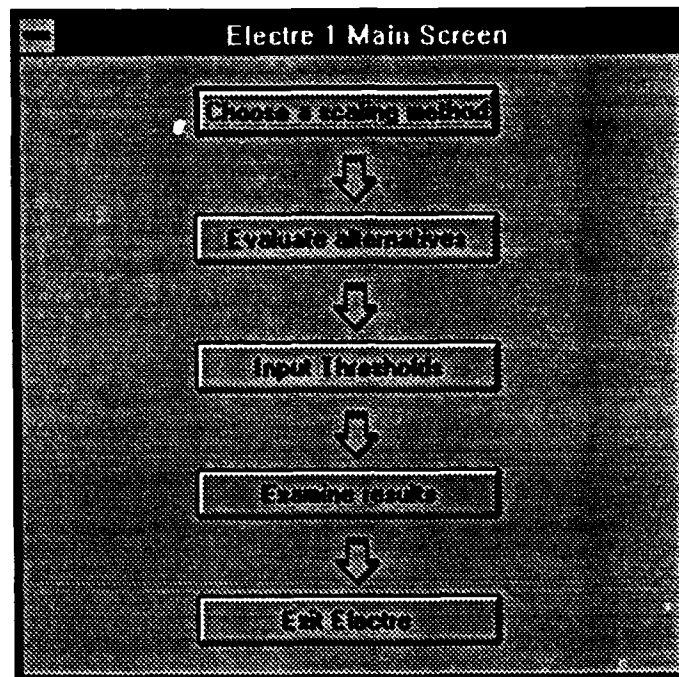 Electre 1 Main Screen
Choose a scaling method
Evaluate alternatives
Input Thresholds
Examine results
Exit Electre